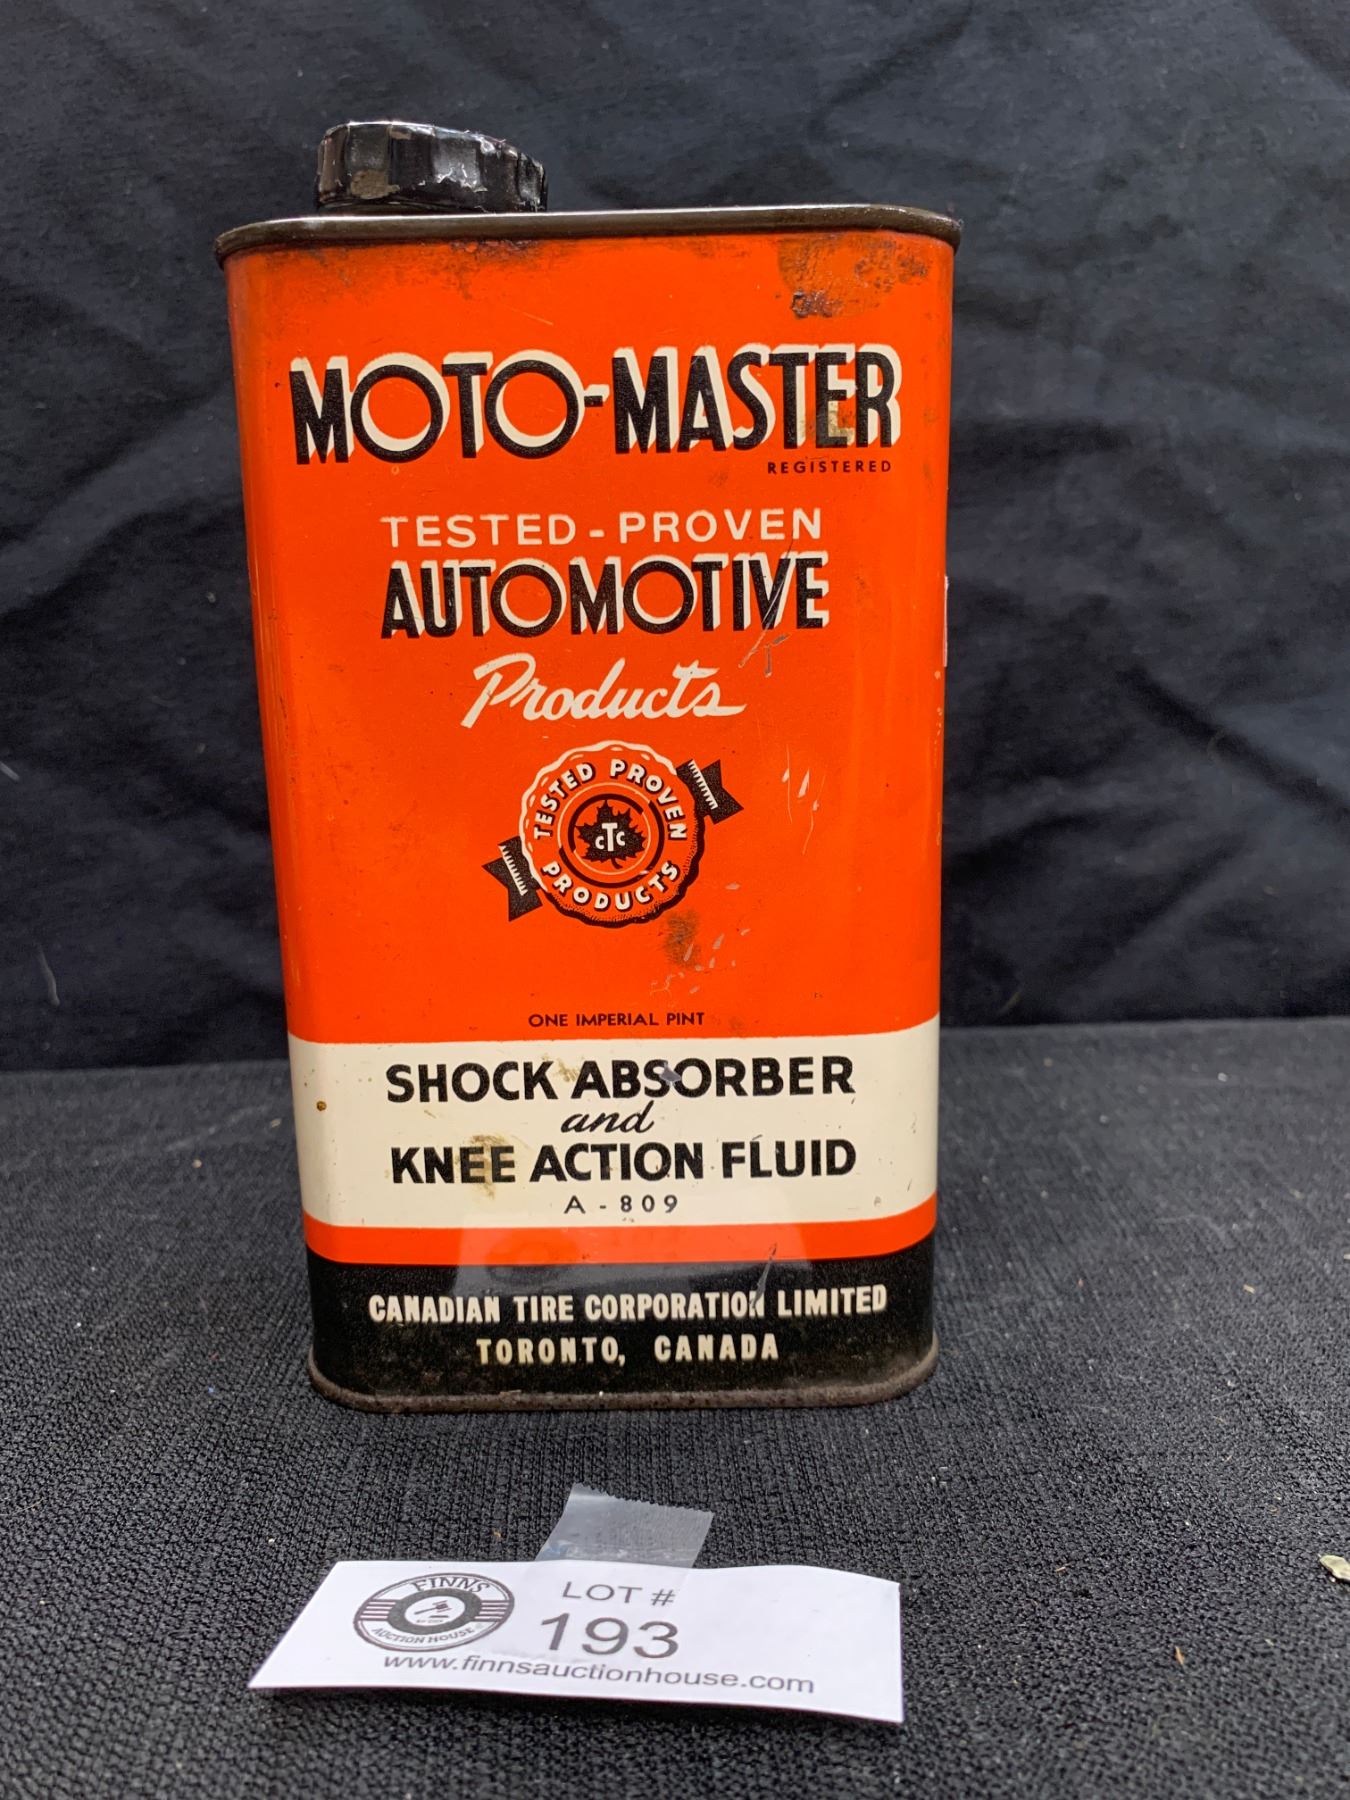 MOTO-MASTER
REGISTERED
TESTED-PROVEN
AUTOMOTIVE
Products
TESTED PROVEN
CTC
PRODUCTS
ONE IMPERIAL PINT
SHOCK ABSORBER
and
KNEE ACTION FLUID
A-809
CANADIAN TIRE CORPORATION LIMITED
TORONTO, CANADA
FINNS
AUCTION HOUSE
LOT #
193
www.finnsauctionhouse.com